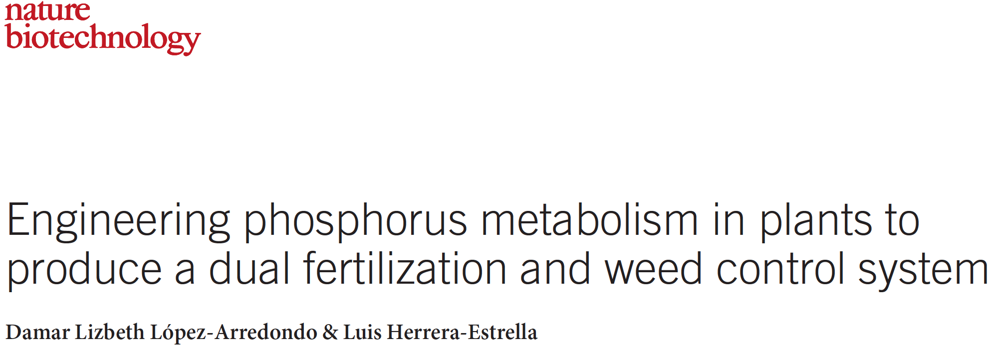 nature
biotechnology
Engineering phosphorus metabolism in plants to
produce a dual fertilization and weed control system
Damar Lizbeth López-Arredondo & Luis Herrera-Estrella